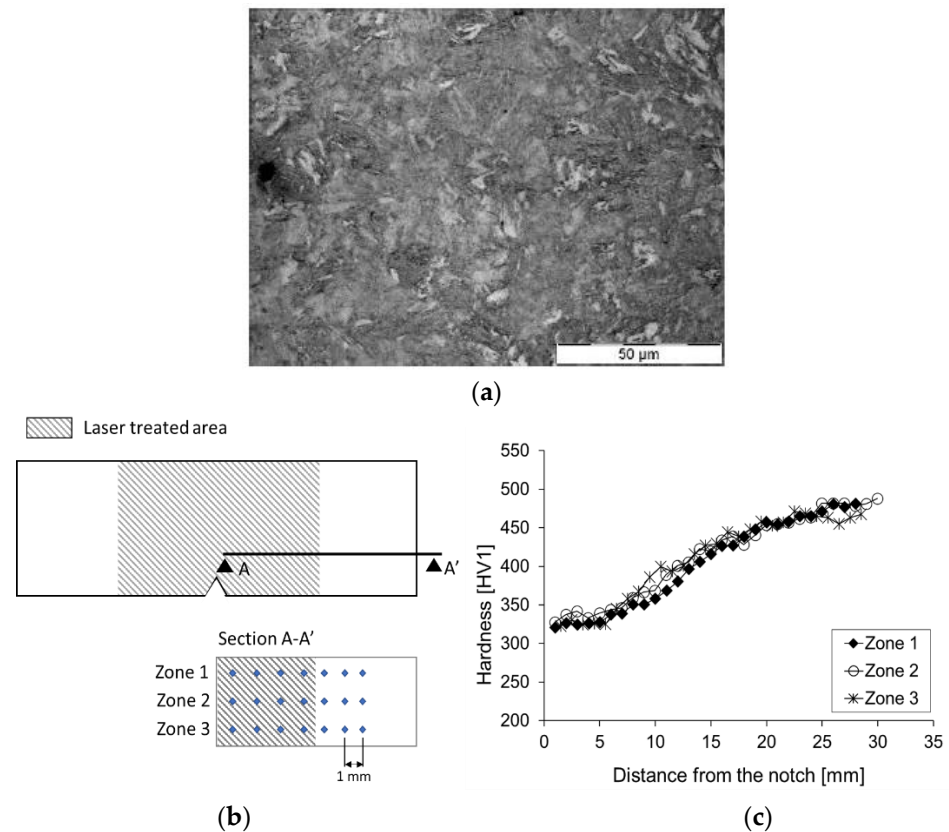 50 µm
(a)
Laser treated area
A
A'
Section A-A'
Zone 1
Zone 2
Zone 3
1 mm
(b)
550
500
450
400
350
300
250
200
Hardness [HV1]
Zone 1
Zone 2
Zone 3
0 5 10 15 20 25 30 35
Distance from the notch [mm]
(c)